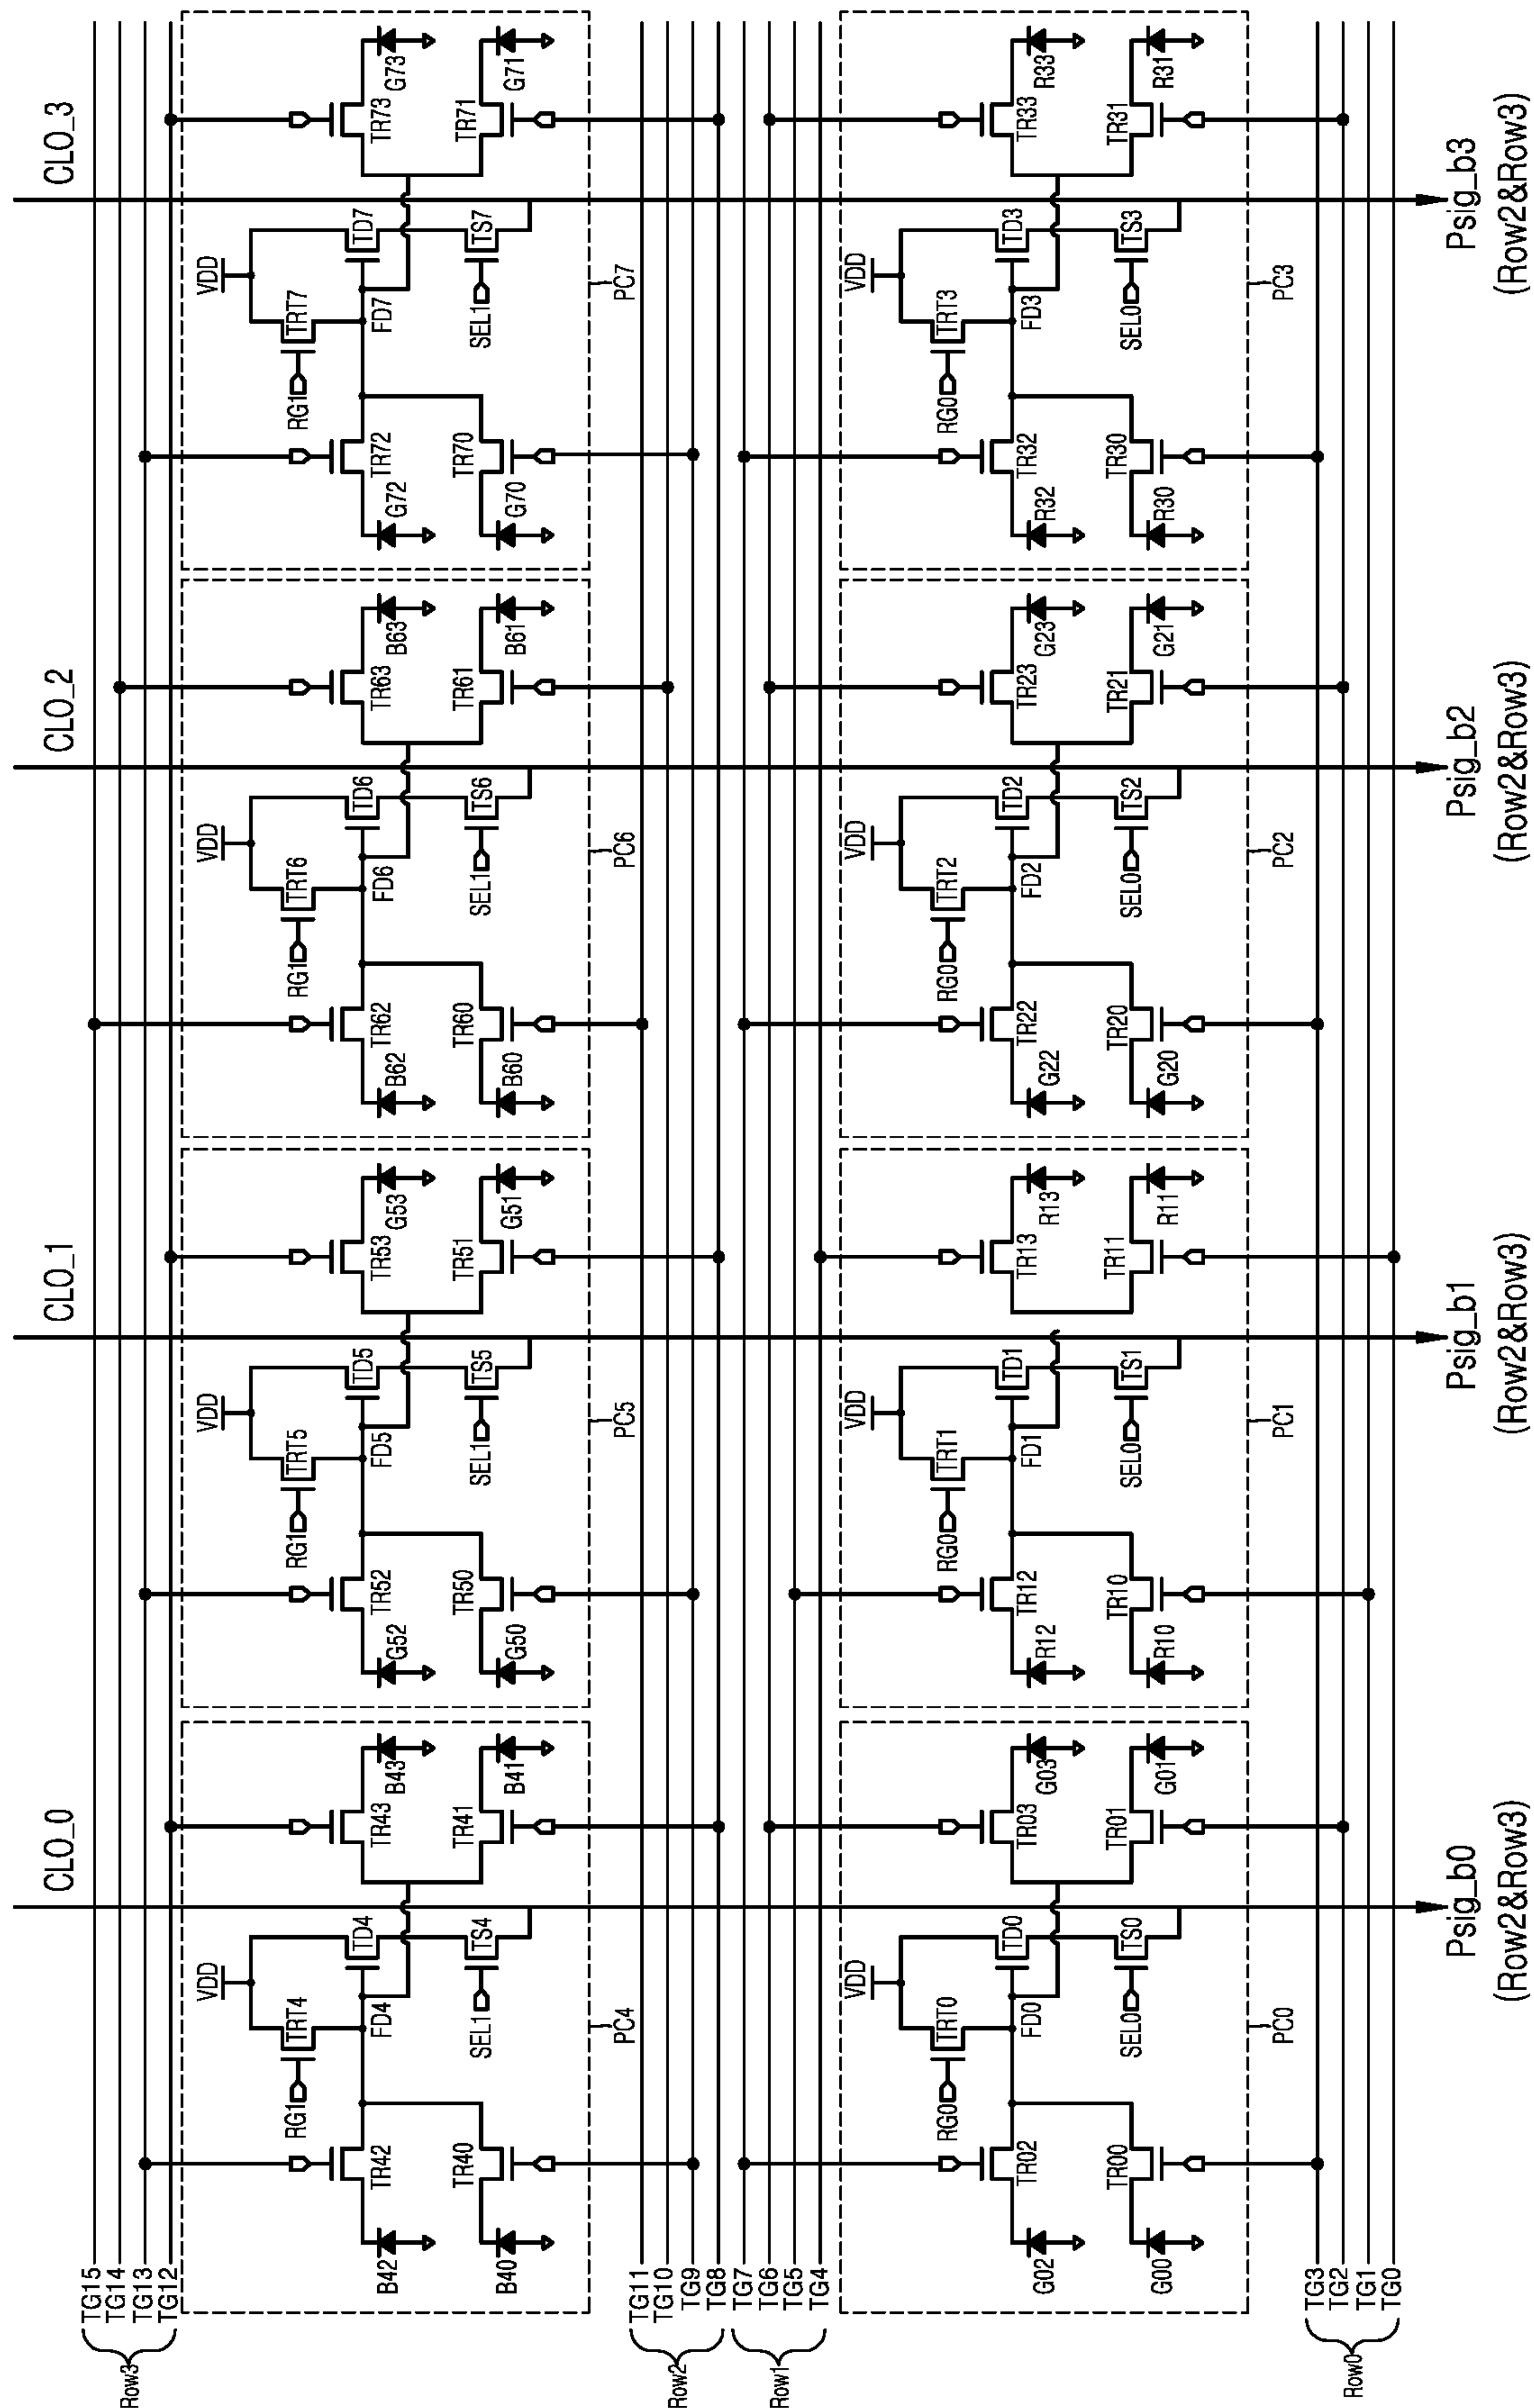 CLO_0
CLO_1
CLO_2
CLO_3
Row3
TG15
TG14
TG13
TG12
VDD
RG1
TRT4
TD4
FD4
TR42
B42
TR43
B43
SEL1
TS4
TR40
B40
TR41
B41
PC4
VDD
RG1
TRT5
TD5
FD5
TR52
G52
TR53
G53
SEL1
TS5
TR50
G50
TR51
G51
PC5
VDD
RG1
TRT6
TD6
FD6
TR62
B62
TR63
B63
SEL1
TS6
TR60
B60
TR61
B61
PC6
VDD
RG1
TRT7
TD7
FD7
TR72
G72
TR73
G73
SEL1
TS7
TR70
G70
TR71
G71
PC7
Row2
TG11
TG10
TG9
TG8
Row1
TG7
TG6
TG5
TG4
VDD
RG0
TRT0
TD0
FD0
TR02
G02
TR03
G03
SEL0
TS0
TR00
G00
TR01
G01
PC0
VDD
RG0
TRT1
TD1
FD1
TR12
R12
TR13
R13
SEL0
TS1
TR10
R10
TR11
R11
PC1
VDD
RG0
TRT2
TD2
FD2
TR22
G22
TR23
G23
SEL0
TS2
TR20
G20
TR21
G21
PC2
VDD
RG0
TRT3
TD3
FD3
TR32
R32
TR33
R33
SEL0
TS3
TR30
R30
TR31
R31
PC3
Row0
TG3
TG2
TG1
TG0
Psig_b0
(Row2&Row3)
Psig_b1
(Row2&Row3)
Psig_b2
(Row2&Row3)
Psig_b3
(Row2&Row3)